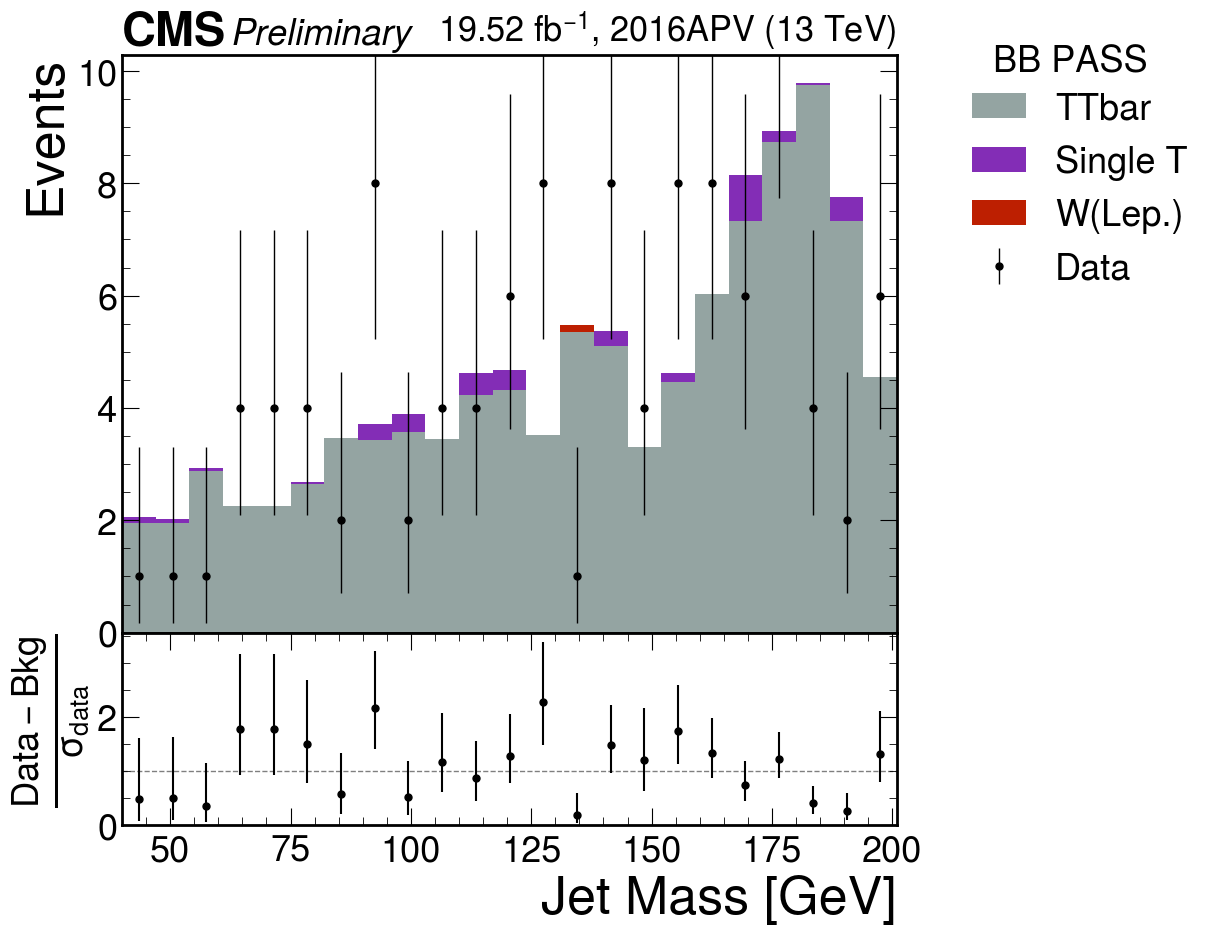 CMS Preliminary 19.52 fb⁻¹, 2016APV (13 TeV)
Events
10
8
6
4
2
0
BB PASS
TTbar
Single T
W(Lep.)
Data
Data − Bkg
σdata
2
0
50 75 100 125 150 175 200
Jet Mass [GeV]